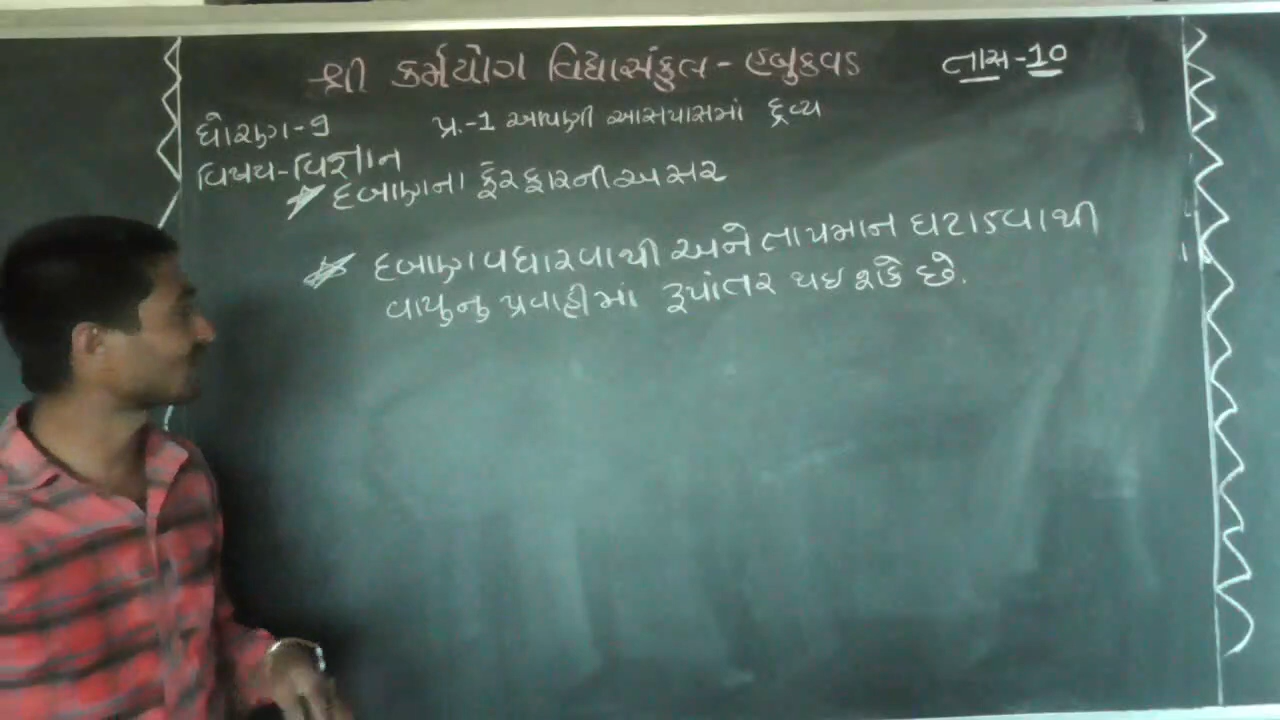 શ્રી કર્મયોગ વિદ્યાસંકુલ - હબુકવડ
તાસ-10
ધોરણ-9
પ્ર.-1 આપણી આસપાસમાં દ્રવ્ય
વિષય-વિજ્ઞાન
દબાણના ફેરફારની અસર
દબાણ વધારવાથી અને તાપમાન ઘટાડવાથી
વાયુનુ પ્રવાહીમાં રૂપાંતર થઇ શકે છે.